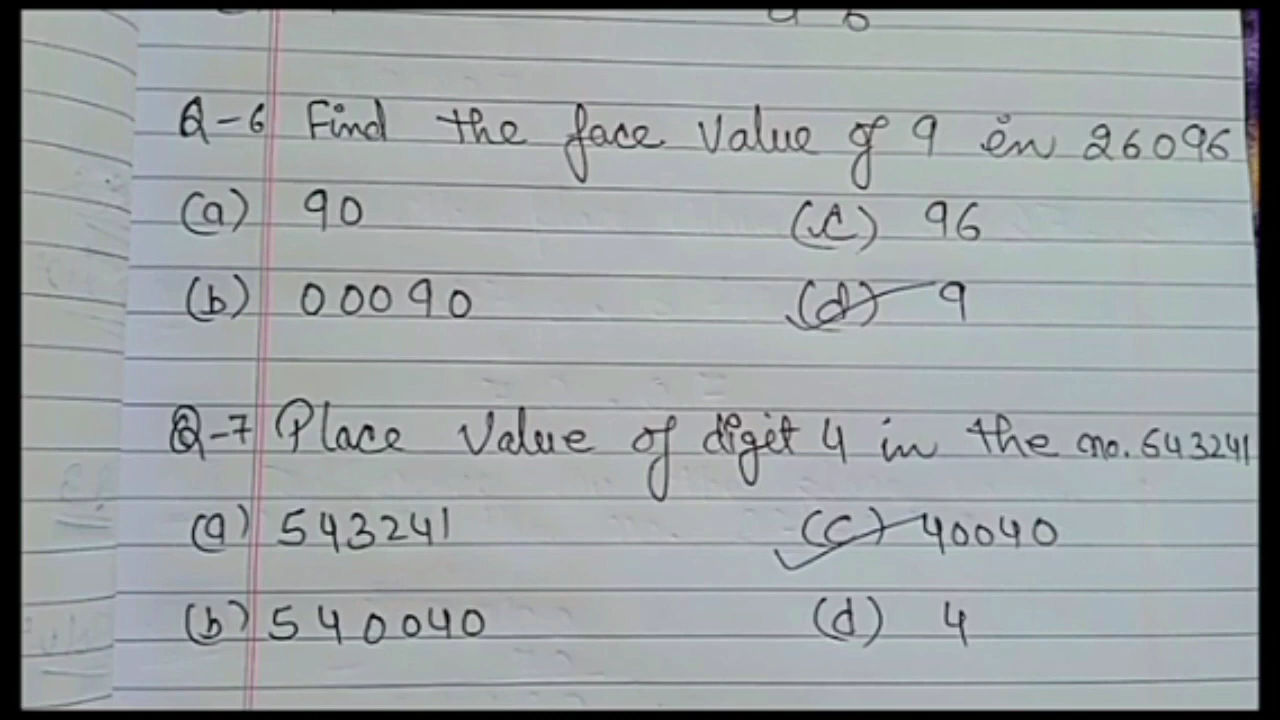 Q-6 Find the face value of 9 in 26096
(a) 90 (c) 96
(b) 00090 (d) 9
Q-7 Place value of digit 4 in the no. 543241
(a) 543241 (c) 40040
(b) 540040 (d) 4